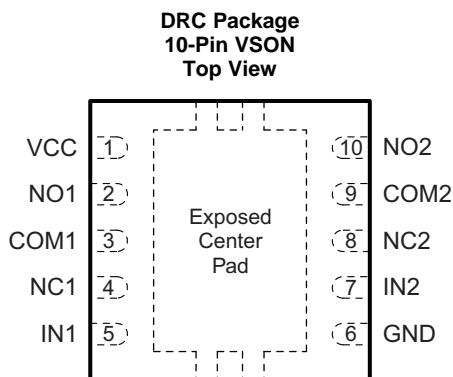 DRC Package
10-Pin VSON
Top View
VCC 1 10 NO2
NO1 2 9 COM2
COM1 3 8 NC2
NC1 4 7 IN2
IN1 5 6 GND
Exposed
Center
Pad